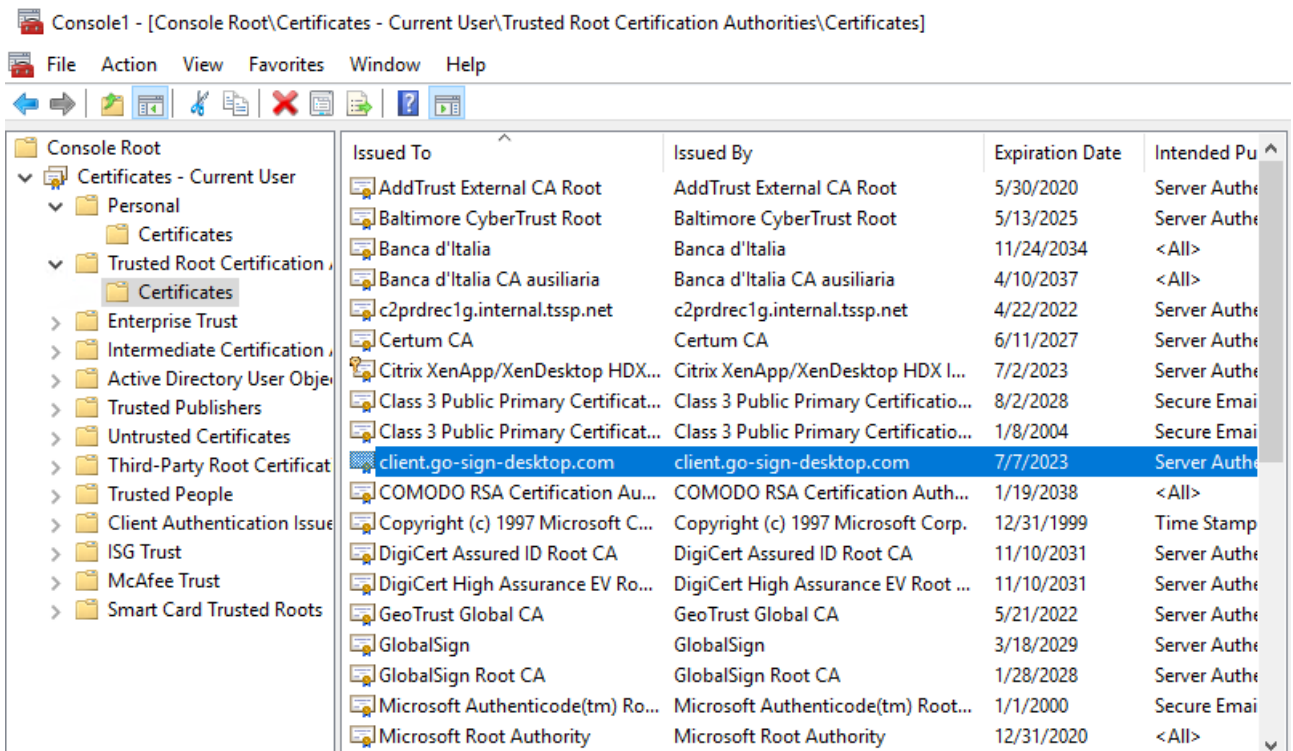 Console1 - [Console Root\Certificates - Current User\Trusted Root Certification Authorities\Certificates]
File Action View Favorites Window Help
Console Root
Certificates - Current User
Personal
Certificates
Trusted Root Certification
Certificates
Enterprise Trust
Intermediate Certification
Active Directory User Obje
Trusted Publishers
Untrusted Certificates
Third-Party Root Certificat
Trusted People
Client Authentication Issue
ISG Trust
McAfee Trust
Smart Card Trusted Roots
Issued To Issued By Expiration Date Intended Pu
AddTrust External CA Root AddTrust External CA Root 5/30/2020 Server Authe
Baltimore CyberTrust Root Baltimore CyberTrust Root 5/13/2025 Server Authe
Banca d'Italia Banca d'Italia 11/24/2034 <All>
Banca d'Italia CA ausiliaria Banca d'Italia CA ausiliaria 4/10/2037 <All>
c2prdrec1g.internal.tssp.net c2prdrec1g.internal.tssp.net 4/22/2022 Server Authe
Certum CA Certum CA 6/11/2027 Server Authe
Citrix XenApp/XenDesktop HDX... Citrix XenApp/XenDesktop HDX I... 7/2/2023 Server Authe
Class 3 Public Primary Certificat... Class 3 Public Primary Certificatio... 8/2/2028 Secure Emai
Class 3 Public Primary Certificat... Class 3 Public Primary Certificatio... 1/8/2004 Secure Emai
client.go-sign-desktop.com client.go-sign-desktop.com 7/7/2023 Server Authe
COMODO RSA Certification Au... COMODO RSA Certification Auth... 1/19/2038 <All>
Copyright (c) 1997 Microsoft C... Copyright (c) 1997 Microsoft Corp. 12/31/1999 Time Stamp
DigiCert Assured ID Root CA DigiCert Assured ID Root CA 11/10/2031 Server Authe
DigiCert High Assurance EV Ro... DigiCert High Assurance EV Root ... 11/10/2031 Server Authe
GeoTrust Global CA GeoTrust Global CA 5/21/2022 Server Authe
GlobalSign GlobalSign 3/18/2029 Server Authe
GlobalSign Root CA GlobalSign Root CA 1/28/2028 Server Authe
Microsoft Authenticode(tm) Ro... Microsoft Authenticode(tm) Root... 1/1/2000 Secure Emai
Microsoft Root Authority Microsoft Root Authority 12/31/2020 <All>